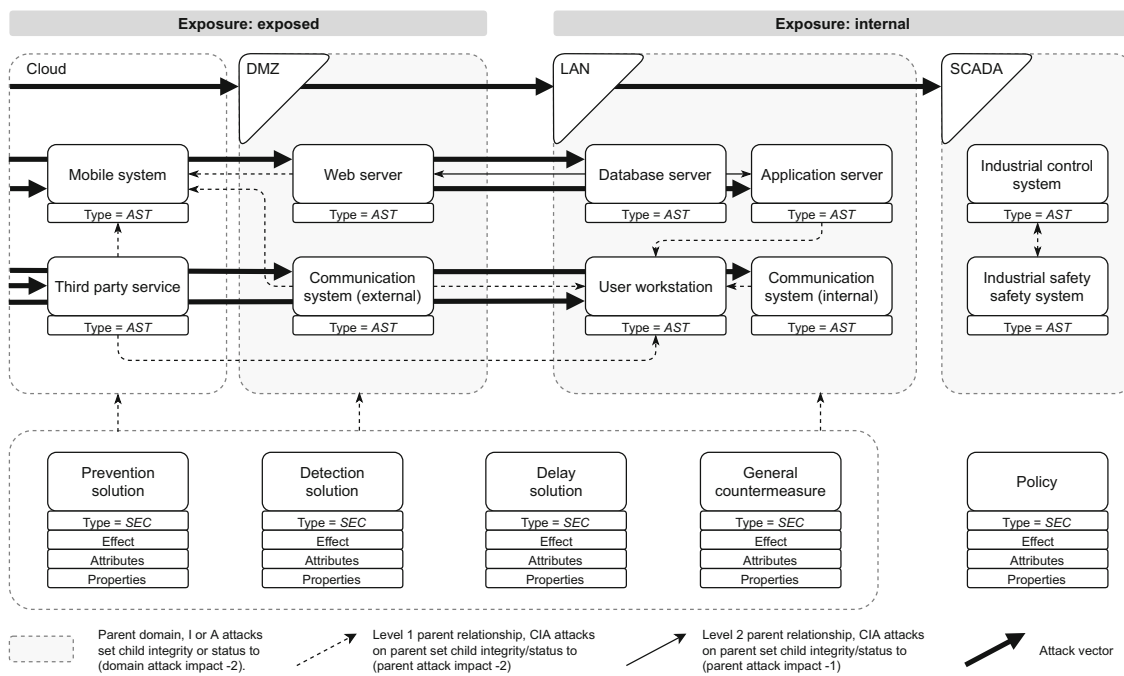 Exposure: exposed
Exposure: internal
Cloud
DMZ
LAN
SCADA
Mobile system
Type = AST
Web server
Type = AST
Database server
Type = AST
Application server
Type = AST
Industrial control
system
Type = AST
Third party service
Type = AST
Communication
system (external)
Type = AST
User workstation
Type = AST
Communication
system (internal)
Type = AST
Industrial safety
safety system
Type = AST
Prevention
solution
Type = SEC
Effect
Attributes
Properties
Detection
solution
Type = SEC
Effect
Attributes
Properties
Delay
solution
Type = SEC
Effect
Attributes
Properties
General
countermeasure
Type = SEC
Effect
Attributes
Properties
Policy
Type = SEC
Effect
Attributes
Properties
Parent domain, I or A attacks
set child integrity or status to
(domain attack impact -2).
Level 1 parent relationship, CIA attacks
on parent set child integrity/status to
(parent attack impact -2)
Level 2 parent relationship, CIA attacks
on parent set child integrity/status to
(parent attack impact -1)
Attack vector